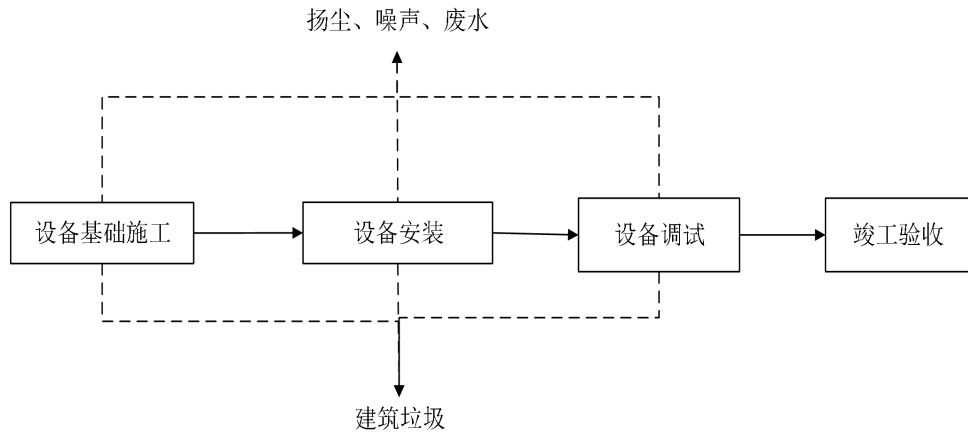 扬尘、噪声、废水
设备基础施工
设备安装
设备调试
竣工验收
建筑垃圾